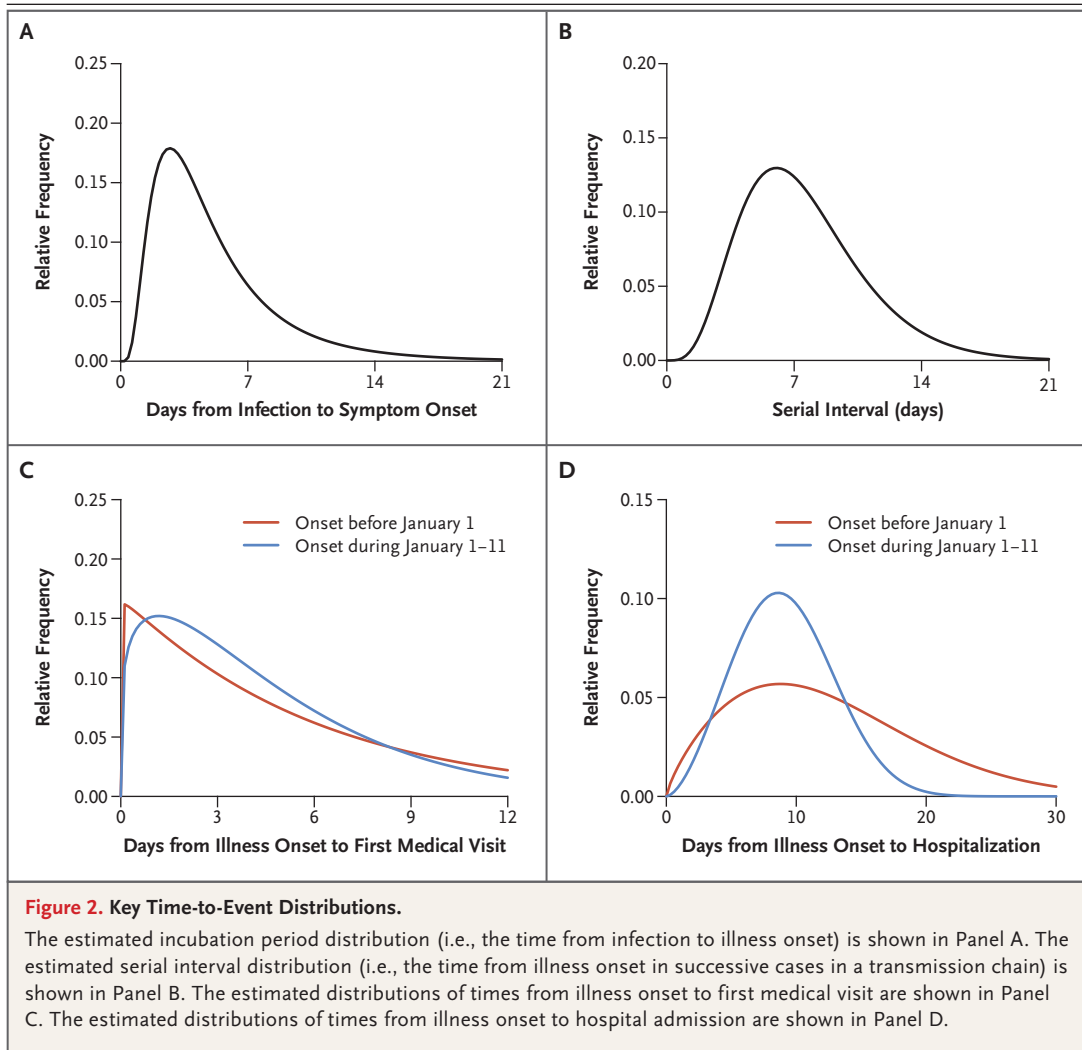 A
0.25
0.20
0.15
0.10
0.05
0.00
Relative Frequency
0
7
14
21
Days from Infection to Symptom Onset
B
0.20
0.15
0.10
0.05
0.00
Relative Frequency
0
7
14
21
Serial Interval (days)
C
0.25
0.20
0.15
0.10
0.05
0.00
Relative Frequency
Onset before January 1
Onset during January 1–11
0
3
6
9
12
Days from Illness Onset to First Medical Visit
D
0.15
0.10
0.05
0.00
Relative Frequency
Onset before January 1
Onset during January 1–11
0
10
20
30
Days from Illness Onset to Hospitalization
Figure 2. Key Time-to-Event Distributions.
The estimated incubation period distribution (i.e., the time from infection to illness onset) is shown in Panel A. The
estimated serial interval distribution (i.e., the time from illness onset in successive cases in a transmission chain) is
shown in Panel B. The estimated distributions of times from illness onset to first medical visit are shown in Panel
C. The estimated distributions of times from illness onset to hospital admission are shown in Panel D.